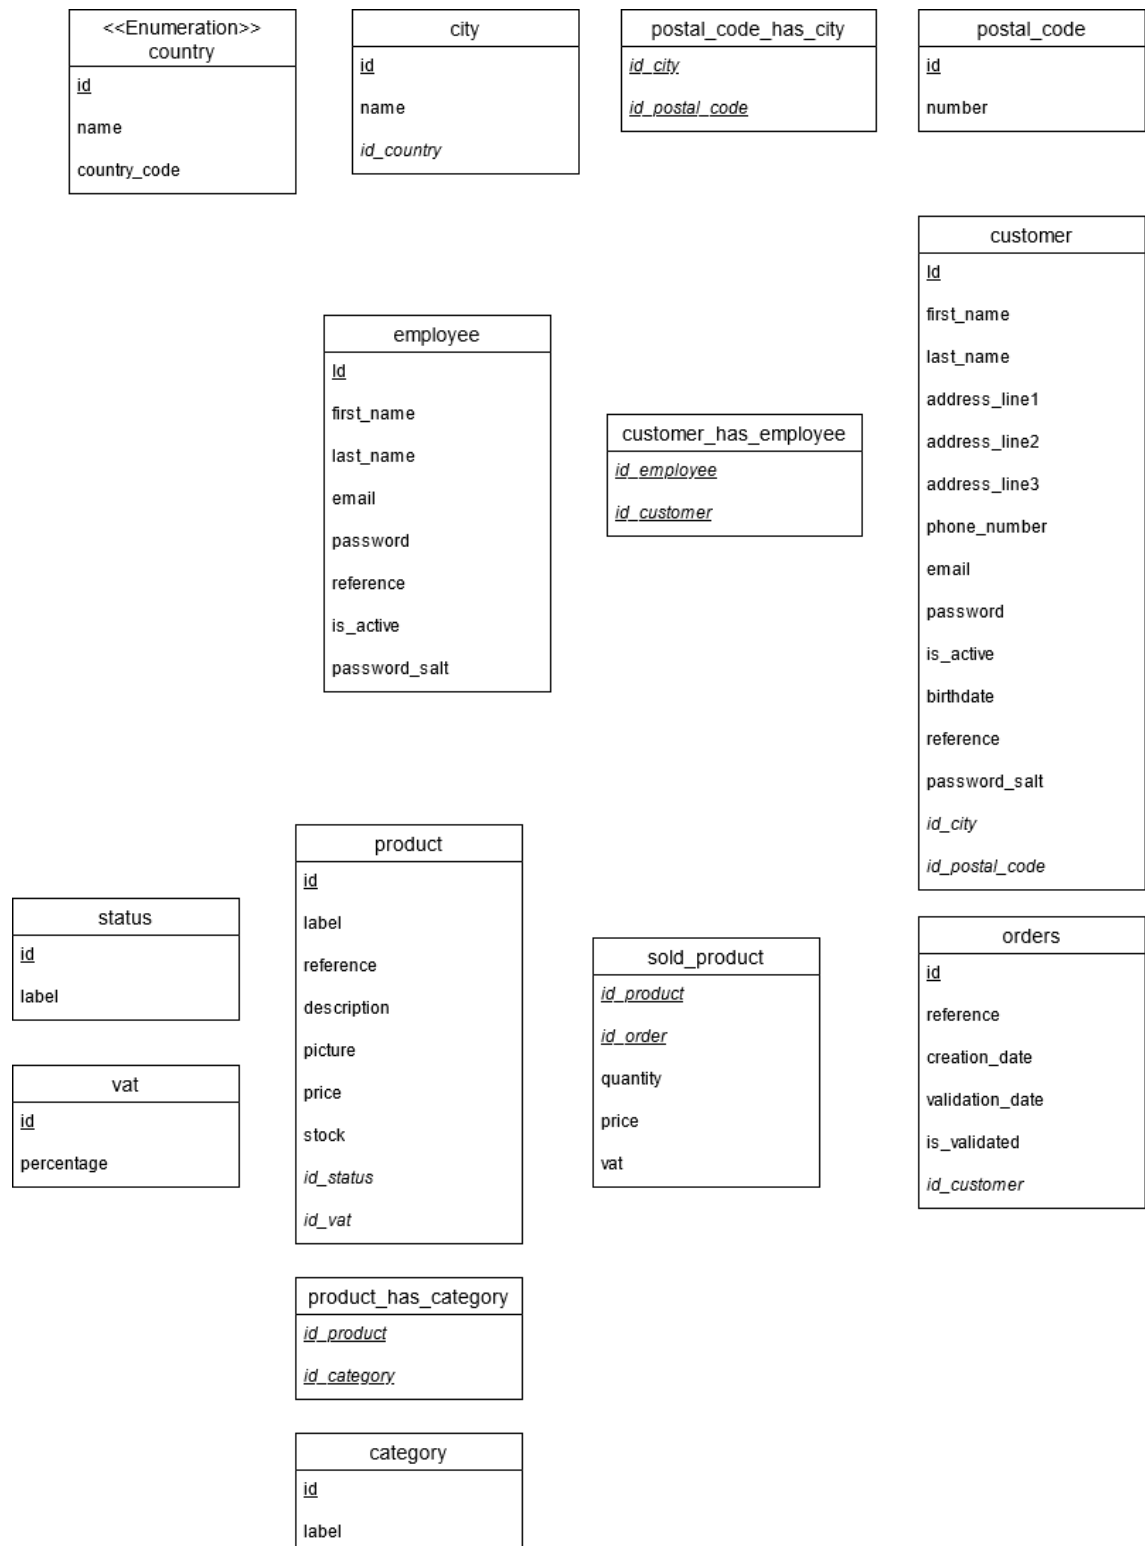 <<Enumeration>>
country
id
name
country_code
city
id
name
id_country
postal_code_has_city
id_city
id_postal_code
postal_code
id
number
customer
Id
first_name
last_name
address_line1
address_line2
address_line3
phone_number
email
password
is_active
birthdate
reference
password_salt
id_city
id_postal_code
employee
Id
first_name
last_name
email
password
reference
is_active
password_salt
customer_has_employee
id_employee
id_customer
product
id
label
reference
description
picture
price
stock
id_status
id_vat
status
id
label
vat
id
percentage
sold_product
id_product
id_order
quantity
price
vat
orders
id
reference
creation_date
validation_date
is_validated
id_customer
product_has_category
id_product
id_category
category
id
label